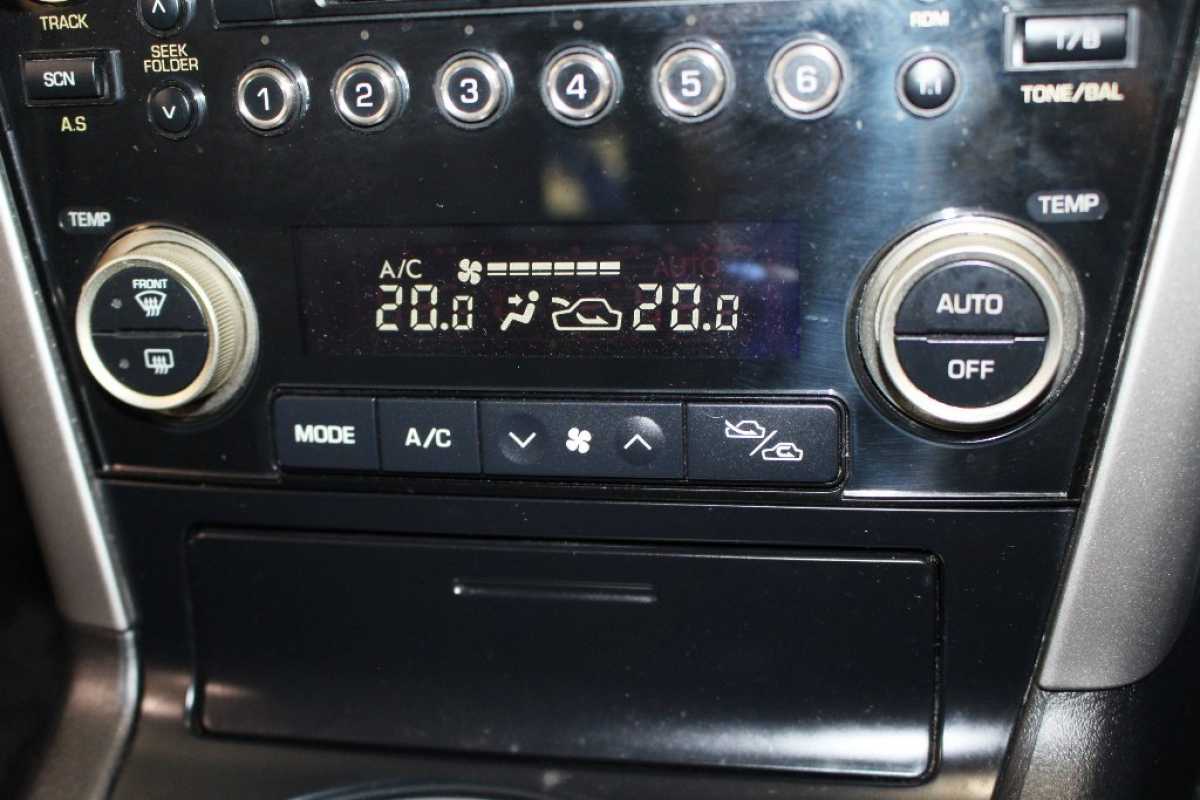 TRACK
SEEK
FOLDER
SCN
A.S
1 2 3 4 5 6
RDM
TONE/BAL
TEMP
TEMP
FRONT
A/C AUTO
20.0 20.0
AUTO
OFF
MODE A/C